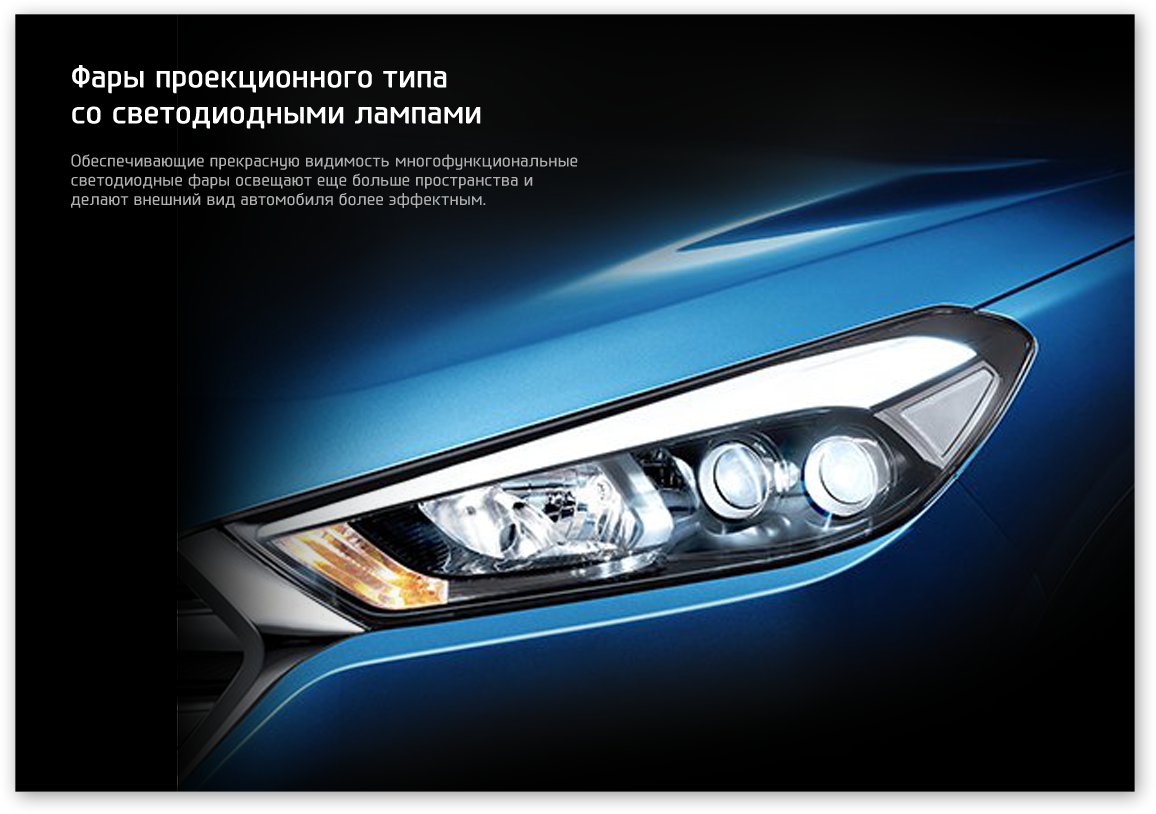 Фары проекционного типа
со светодиодными лампами
Обеспечивающие прекрасную видимость многофункциональные
светодиодные фары освещают еще больше пространства и
делают внешний вид автомобиля более эффектным.